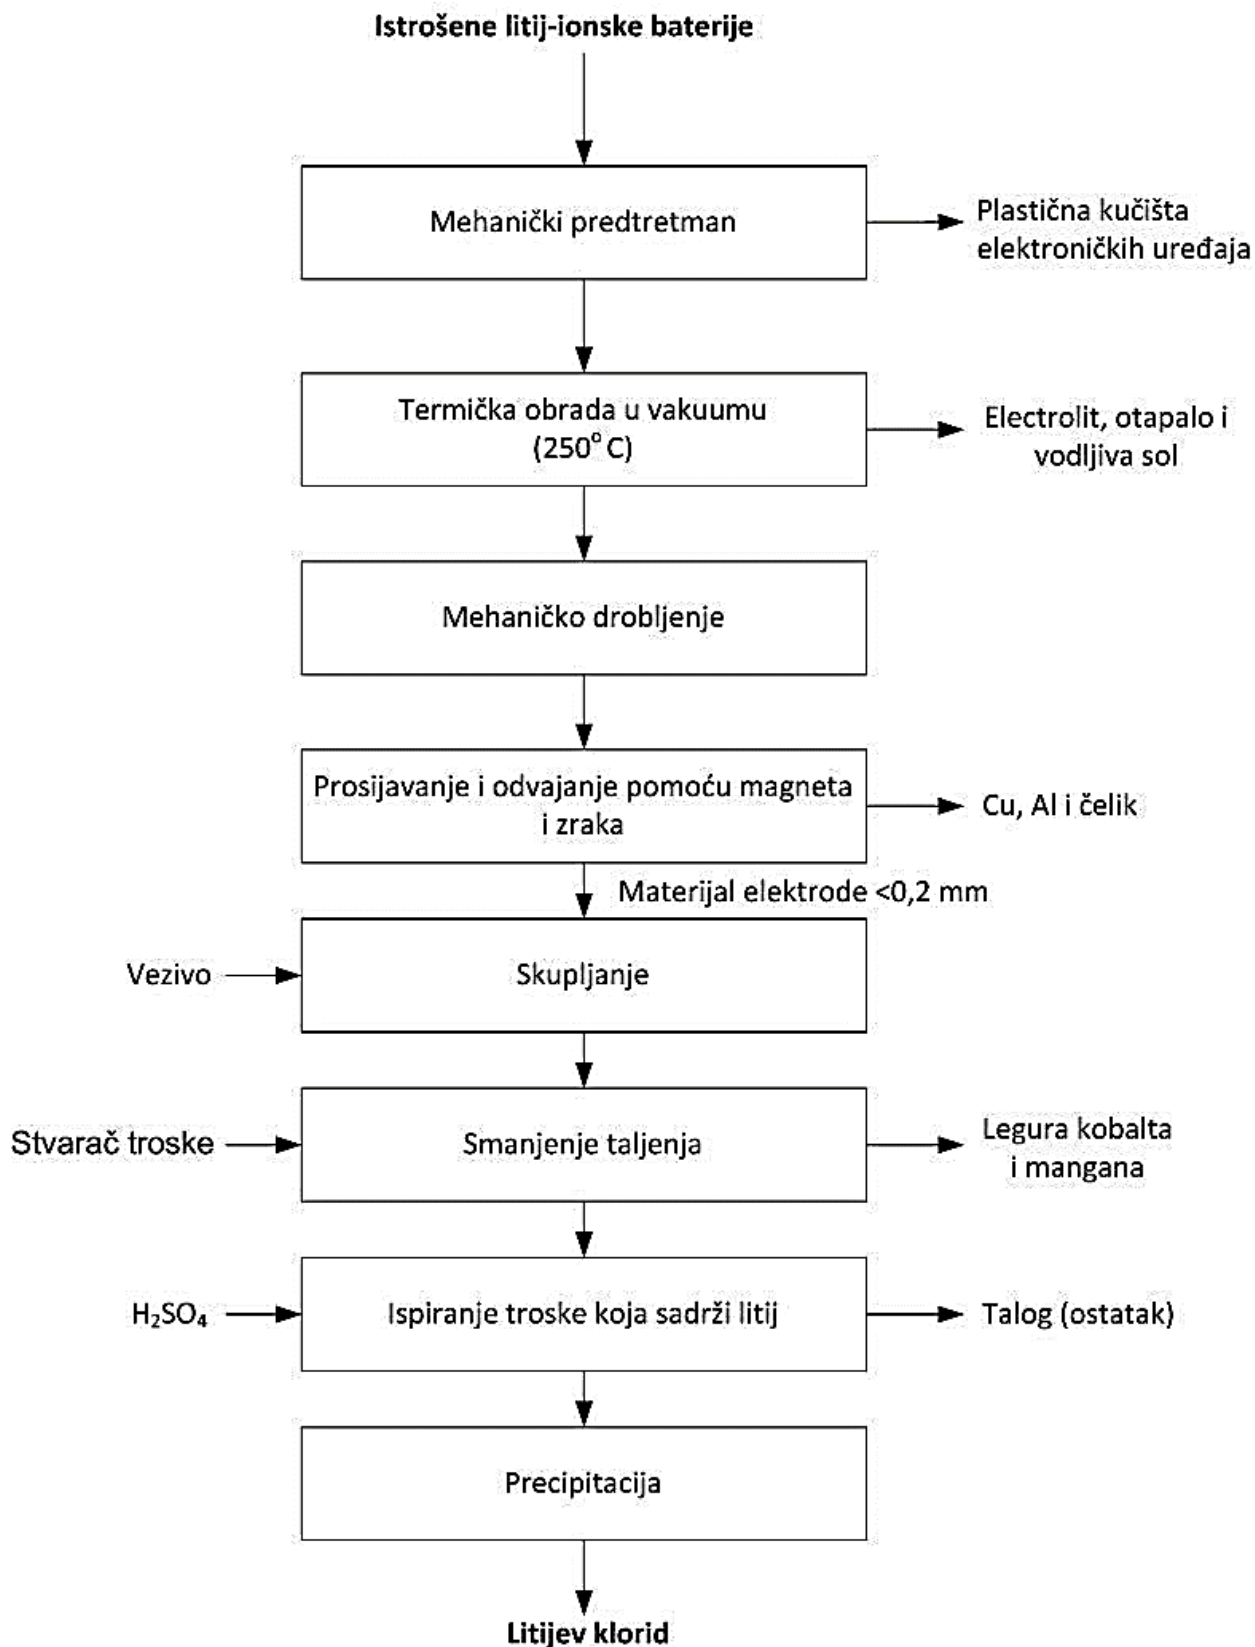 Istrošene litij-ionske baterije
Mehanički predtretman
Plastična kučišta
elektroničkih uređaja
Termička obrada u vakuumu
(250° C)
Electrolit, otapalo i
vodljiva sol
Mehaničko drobljenje
Prosijavanje i odvajanje pomoću magneta
i zraka
Cu, Al i čelik
Materijal elektrode <0,2 mm
Vezivo
Skupljanje
Stvarač troske
Smanjenje taljenja
Legura kobalta
i mangana
H₂SO₄
Ispiranje troske koja sadrži litij
Talog (ostatak)
Precipitacija
Litijev klorid